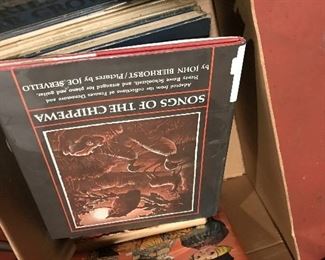 SONGS OF THE CHIPPEWA
Adapted from the collections of Frances Densmore and
Henry Rowe Schoolcraft, and arranged for piano and guitar,
by JOHN BIERHORST/Pictures by JOE SERVELLO